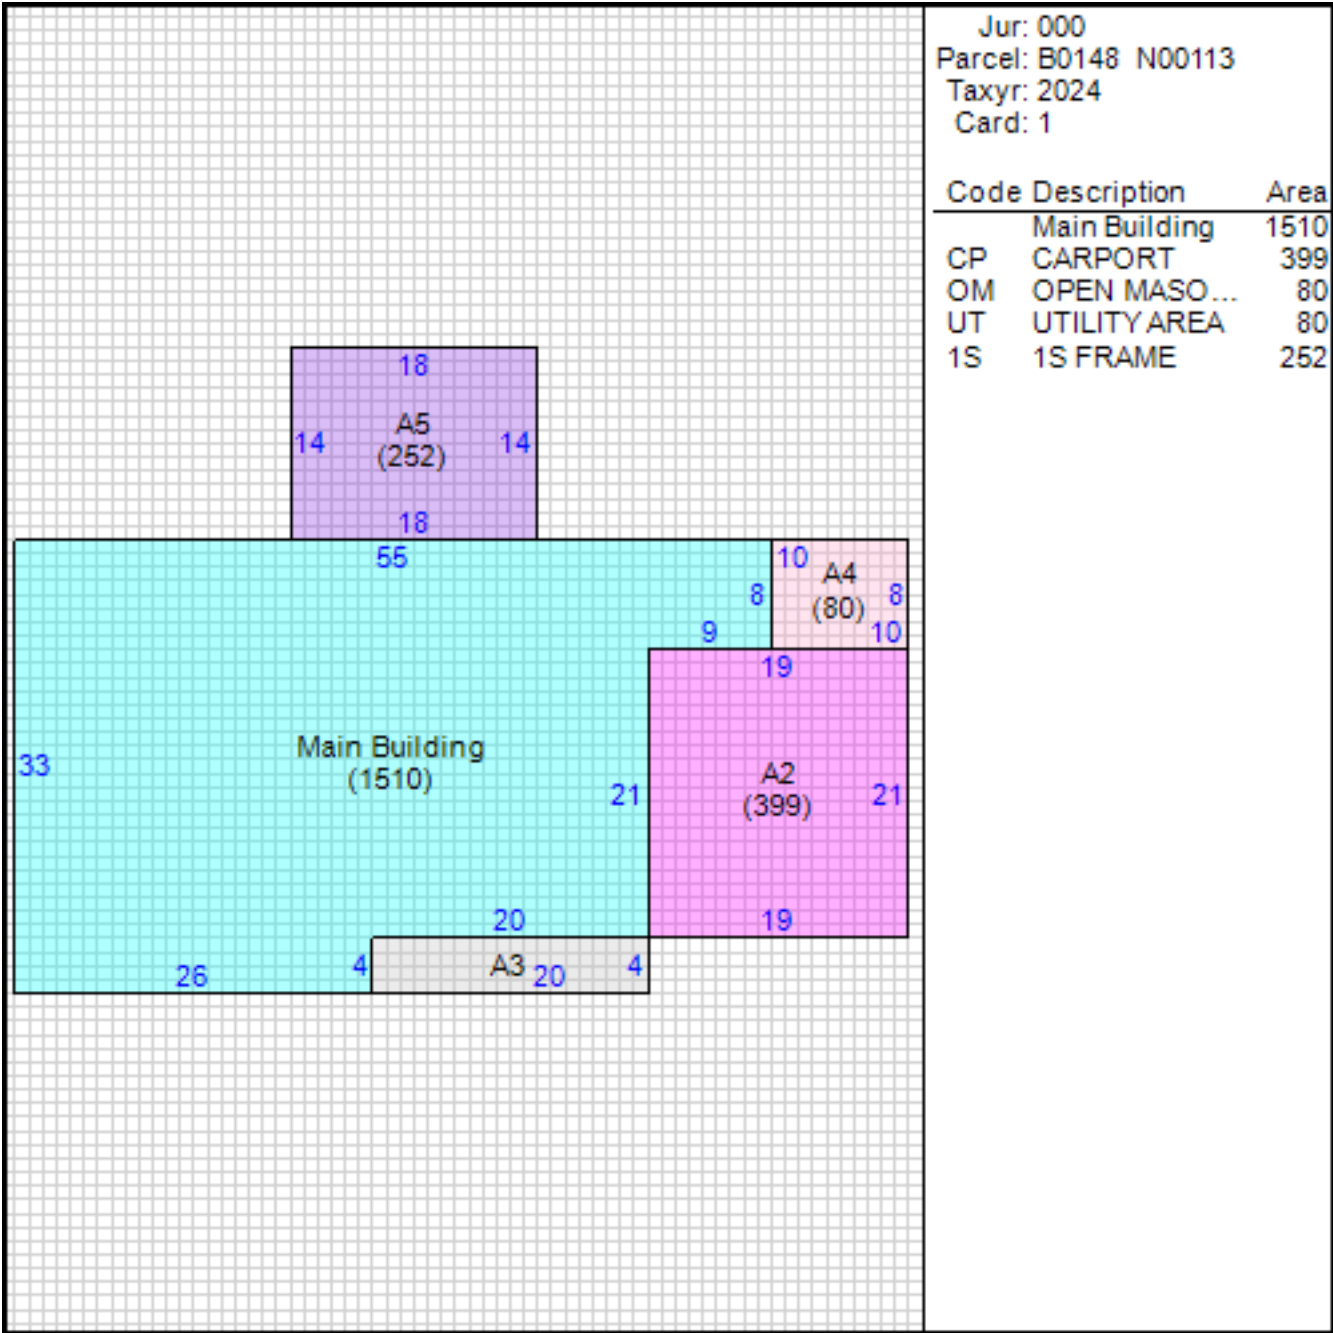 Jur: 000
Parcel: B0148 N00113
Taxyr: 2024
Card: 1
Code Description Area
Main Building 1510
CP CARPORT 399
OM OPEN MASO... 80
UT UTILITY AREA 80
1S 1S FRAME 252
18
A5
14 14
(252)
18
55 10
A4
8 (80) 8
9 10
19
Main Building
33 (1510)
A2
21 (399) 21
20 19
4 A3 20 4
26